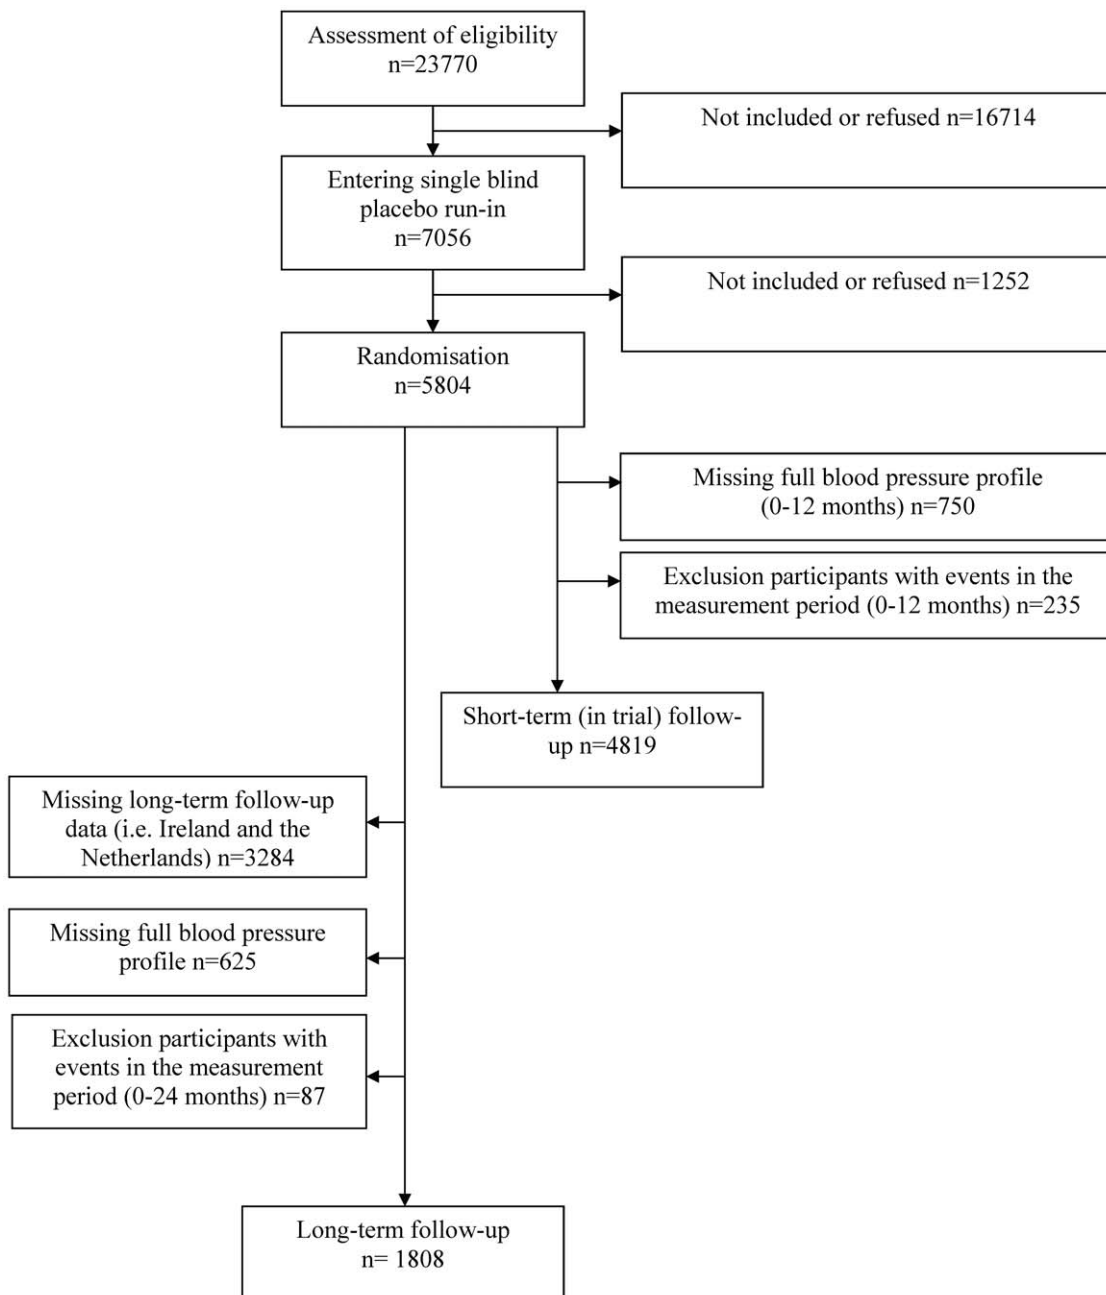 Assessment of eligibility
n=23770
Not included or refused n=16714
Entering single blind
placebo run-in
n=7056
Not included or refused n=1252
Randomisation
n=5804
Missing full blood pressure profile
(0-12 months) n=750
Exclusion participants with events in the
measurement period (0-12 months) n=235
Short-term (in trial) follow-
up n=4819
Missing long-term follow-up
data (i.e. Ireland and the
Netherlands) n=3284
Missing full blood pressure
profile n=625
Exclusion participants with
events in the measurement
period (0-24 months) n=87
Long-term follow-up
n= 1808